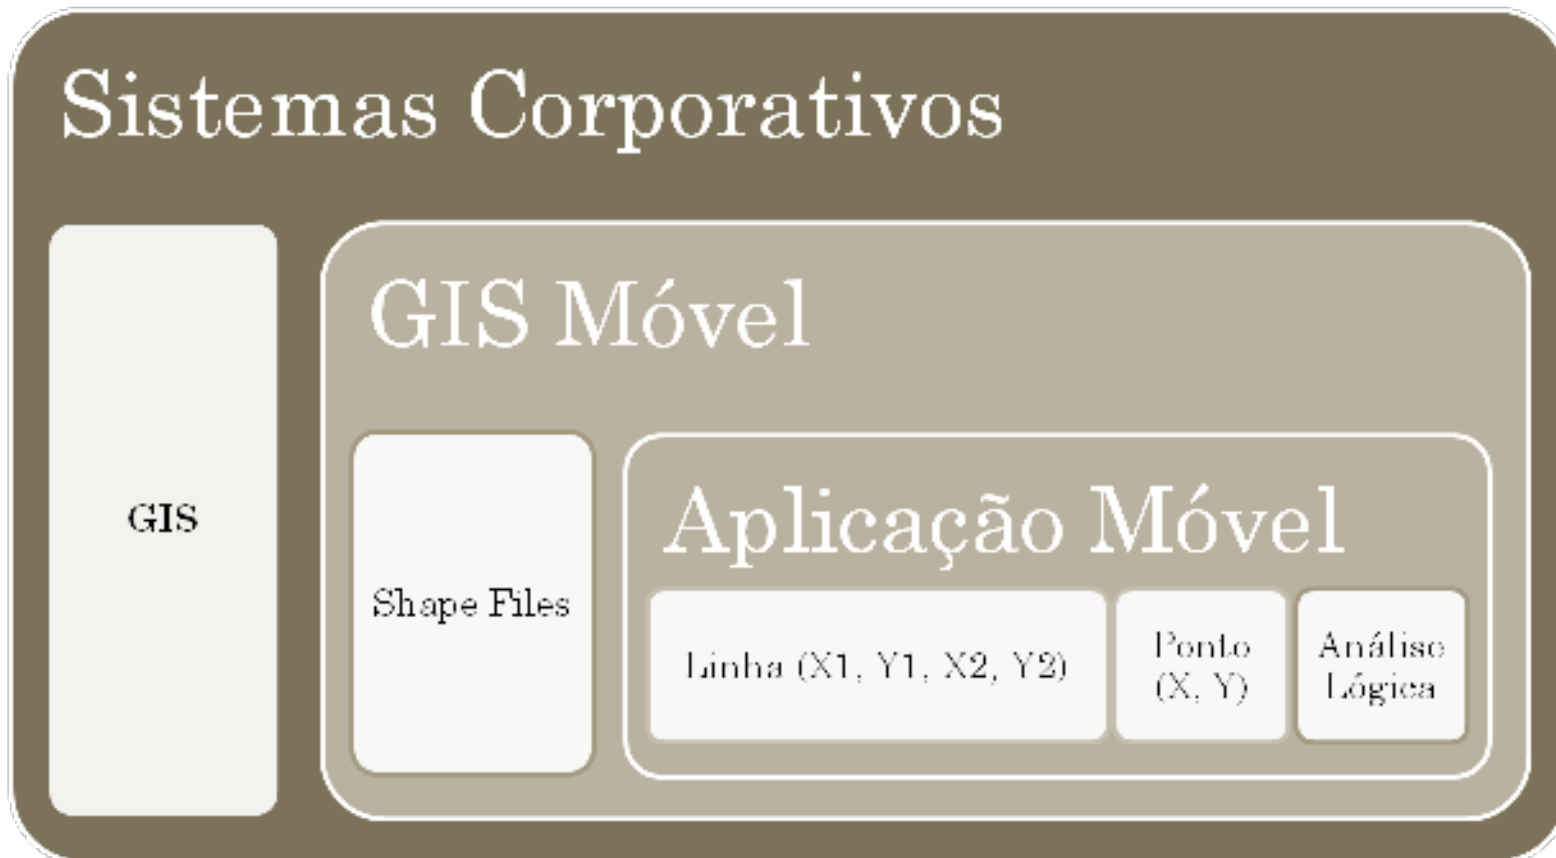 Sistemas Corporativos
GIS
GIS Móvel
Shape Files
Aplicação Móvel
Linha (X1, Y1, X2, Y2)
Ponto
(X, Y)
Análise
Lógica